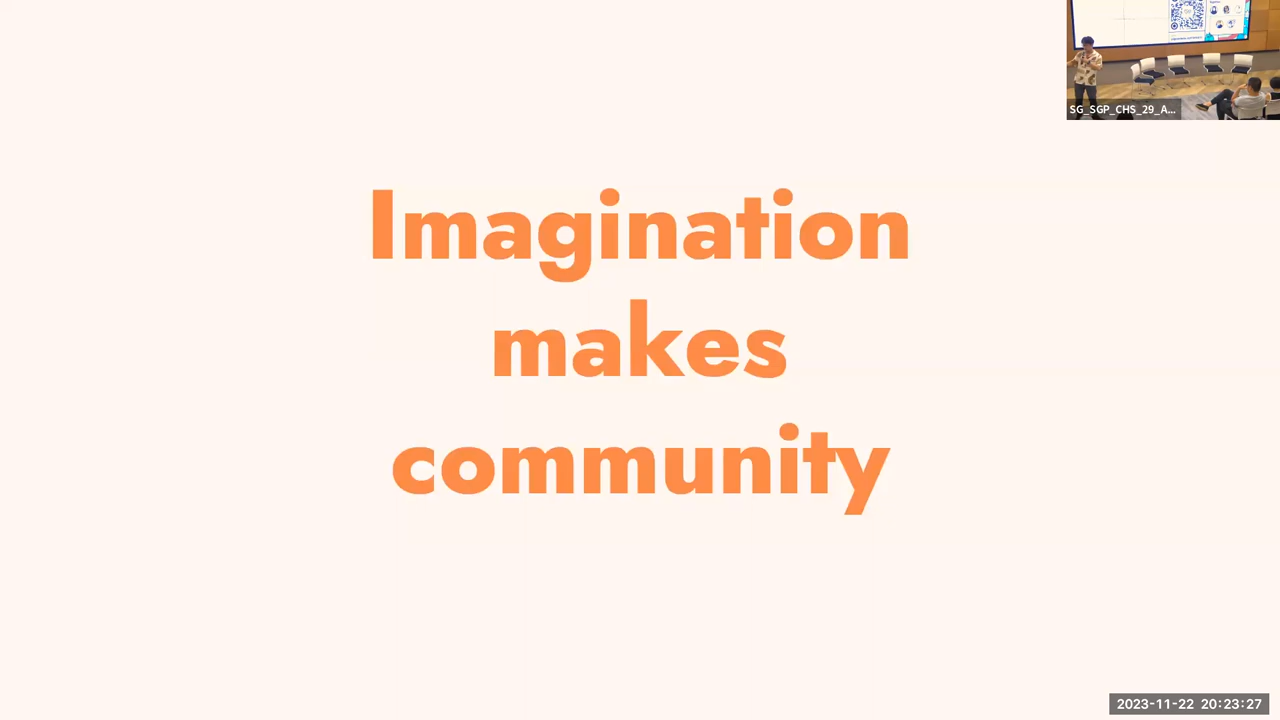 Imagination
makes
community
SG_SGP_CHS_29_A...
2023-11-22 20:23:27